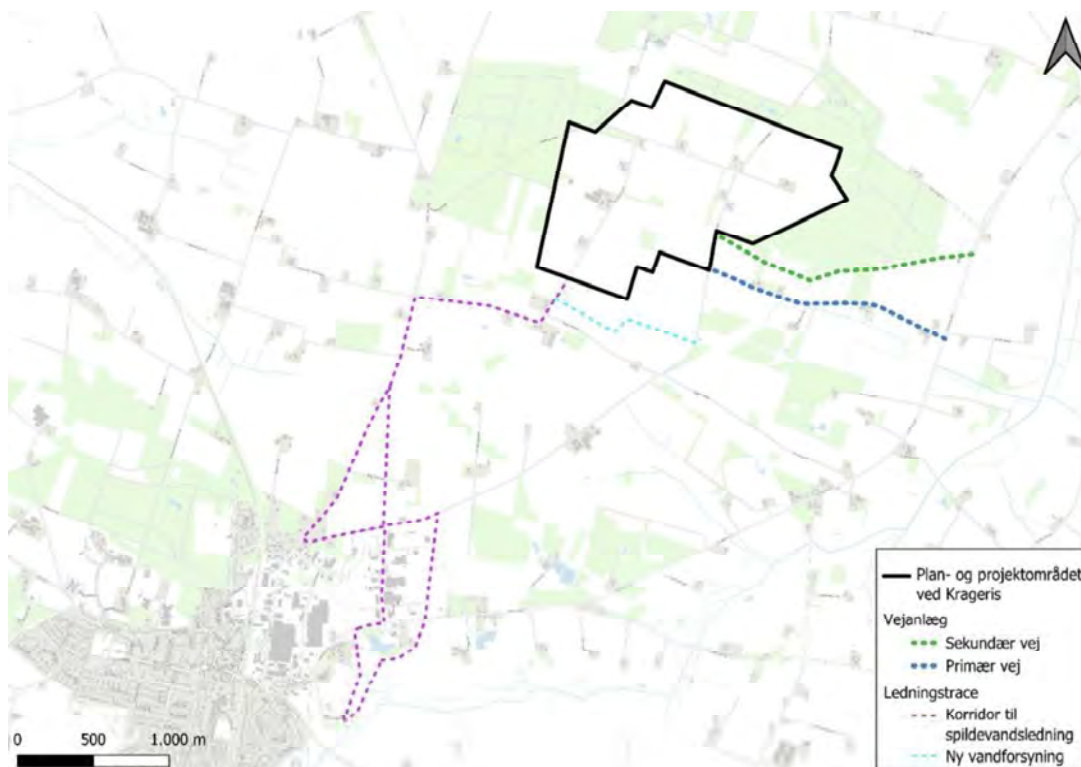 0 500 1.000 m
Plan- og projektområdet
ved Krageris
Vejanlæg
Sekundær vej
Primær vej
Ledningstrace
Korridor til
spildevandsledning
Ny vandforsyning